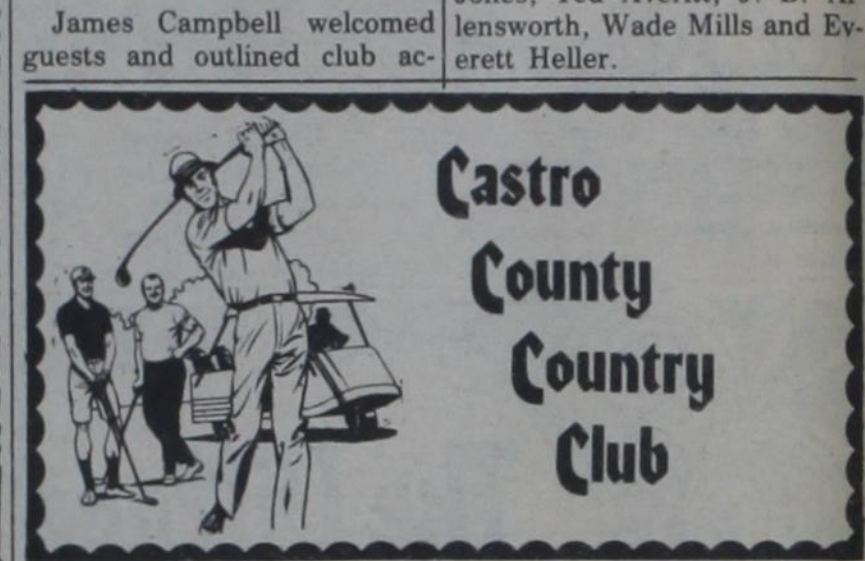 James Campbell welcomed
guests and outlined club ac-
lensworth, Wade Mills and Ev-
erett Heller.
Castro
County
Country
Club